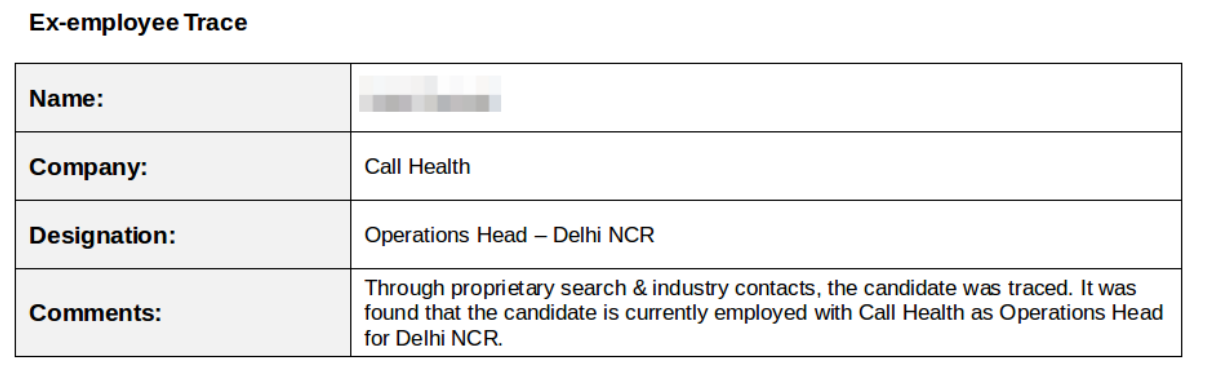 Ex-employee Trace
Name:
Company: Call Health
Designation: Operations Head – Delhi NCR
Comments: Through proprietary search & industry contacts, the candidate was traced. It was
found that the candidate is currently employed with Call Health as Operations Head
for Delhi NCR.